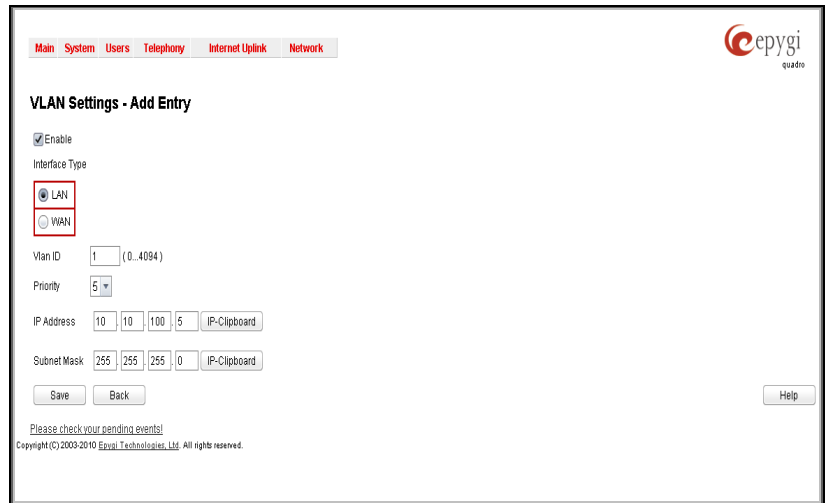 Main System Users Telephony Internet Uplink Network
epygi
quadro
VLAN Settings - Add Entry
Enable
Interface Type
LAN
WAN
Vlan ID 1 ( 0...4094 )
Priority 5
IP Address 10 . 10 . 100 . 5 IP-Clipboard
Subnet Mask 255 . 255 . 255 . 0 IP-Clipboard
Save Back Help
Please check your pending events!
Copyright (C) 2003-2010 Epygi Technologies, Ltd. All rights reserved.